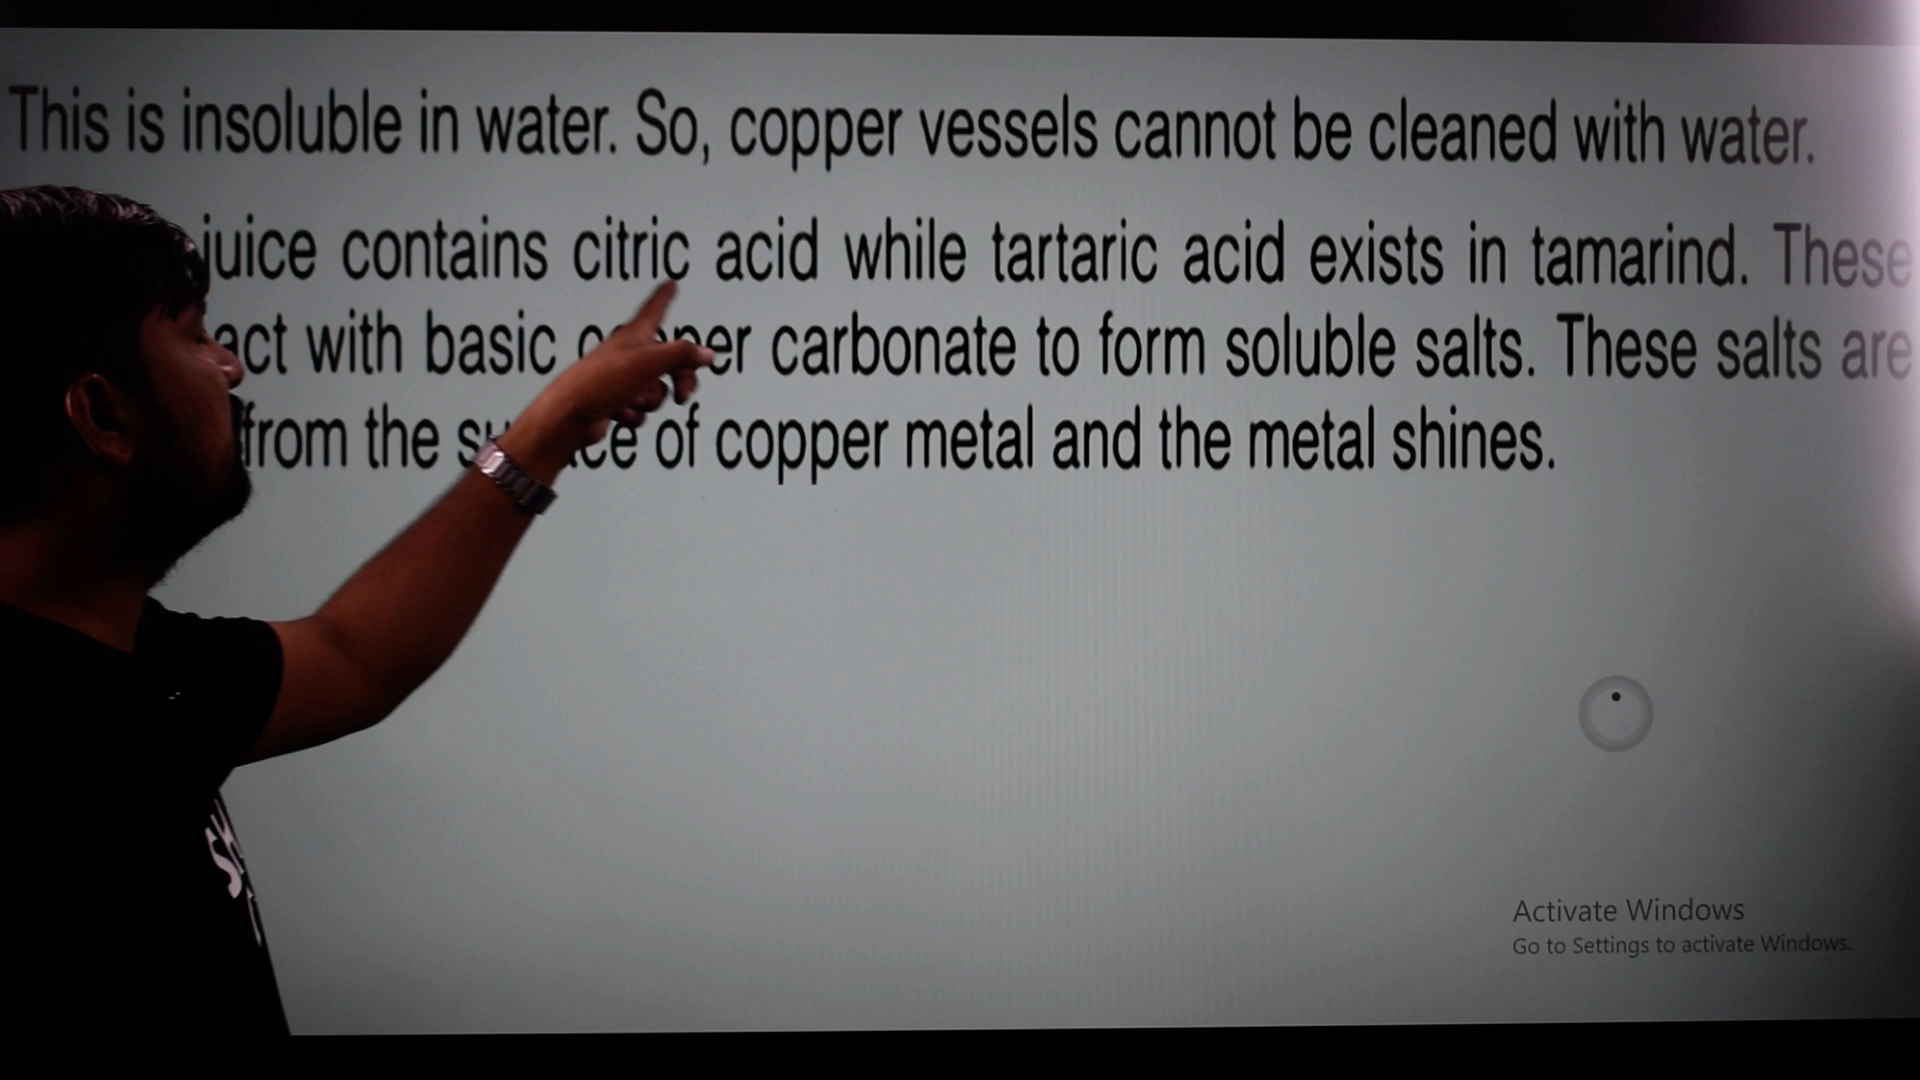 This is insoluble in water. So, copper vessels cannot be cleaned with water.
juice contains citric acid while tartaric acid exists in tamarind. These
act with basic carbonate to form soluble salts. These salts are
from the of copper metal and the metal shines.
Activate Windows
Go to Settings to activate Windows.